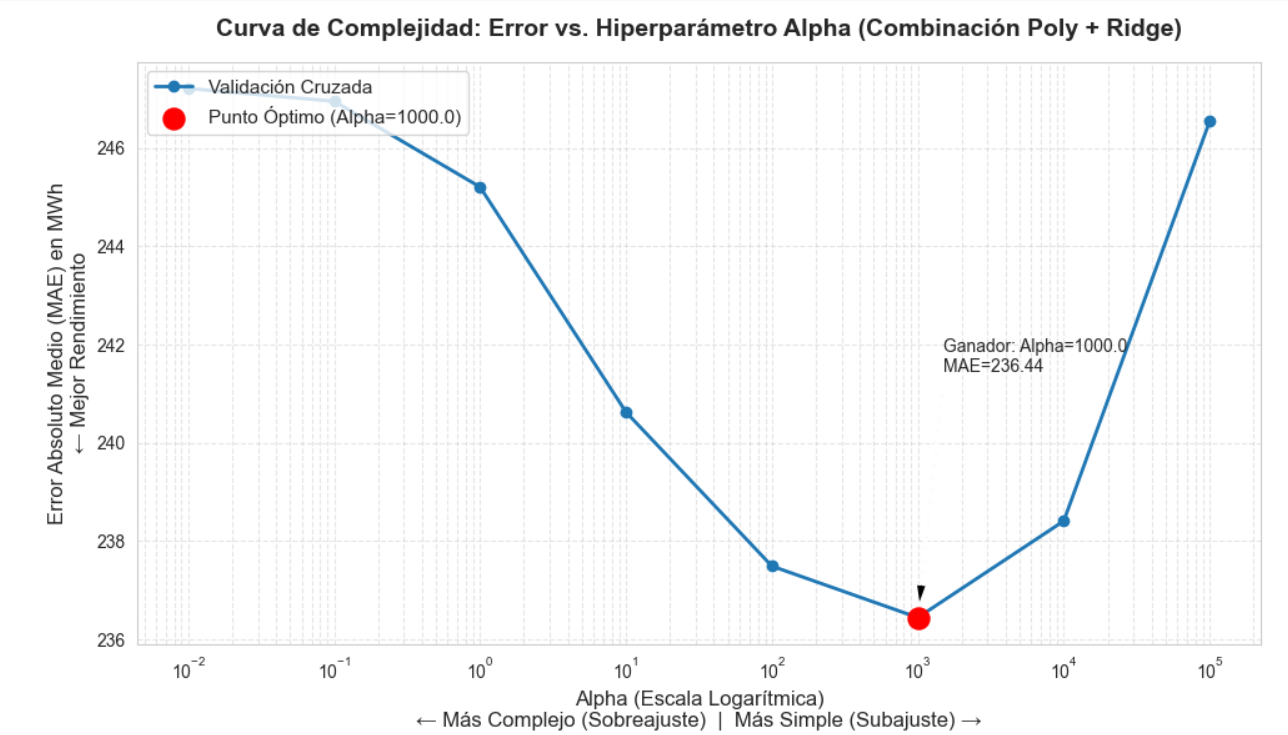 Curva de Complejidad: Error vs. Hiperparámetro Alpha (Combinación Poly + Ridge)
Validación Cruzada
Punto Óptimo (Alpha=1000.0)
Error Absoluto Medio (MAE) en MWh
← Mejor Rendimiento
246
244
242
240
238
236
Ganador: Alpha=1000.0
MAE=236.44
10⁻² 10⁻¹ 10⁰ 10¹ 10² 10³ 10⁴ 10⁵
Alpha (Escala Logarítmica)
← Más Complejo (Sobreajuste) | Más Simple (Subajuste) →